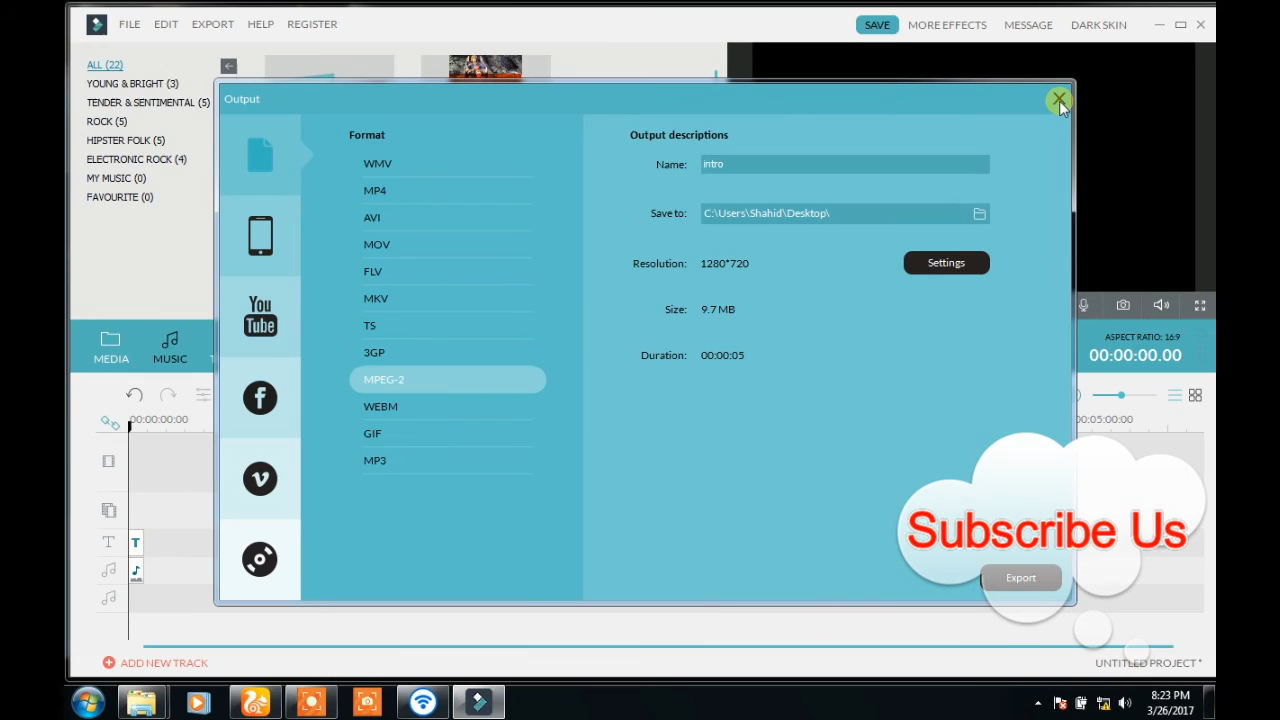 FILE EDIT EXPORT HELP REGISTER SAVE MORE EFFECTS MESSAGE DARK SKIN
ALL (22)
YOUNG & BRIGHT (3)
TENDER & SENTIMENTAL (5)
ROCK (5)
HIPSTER FOLK (5)
ELECTRONIC ROCK (4)
MY MUSIC (0)
FAVOURITE (0)
Output
Format
WMV
MP4
AVI
MOV
FLV
MKV
TS
3GP
MPEG-2
WEBM
GIF
MP3
You
Tube
Output descriptions
Name: intro
Save to: C:\Users\Shahid\Desktop\
Resolution: 1280*720 Settings
Size: 9.7 MB
Duration: 00:00:05
Export
Subscribe Us
MEDIA MUSIC
ASPECT RATIO: 16:9
00:00:00.00
00:00:00:00
:05:00:00
T
T
ADD NEW TRACK
UNTITLED PROJECT *
8:23 PM
3/26/2017